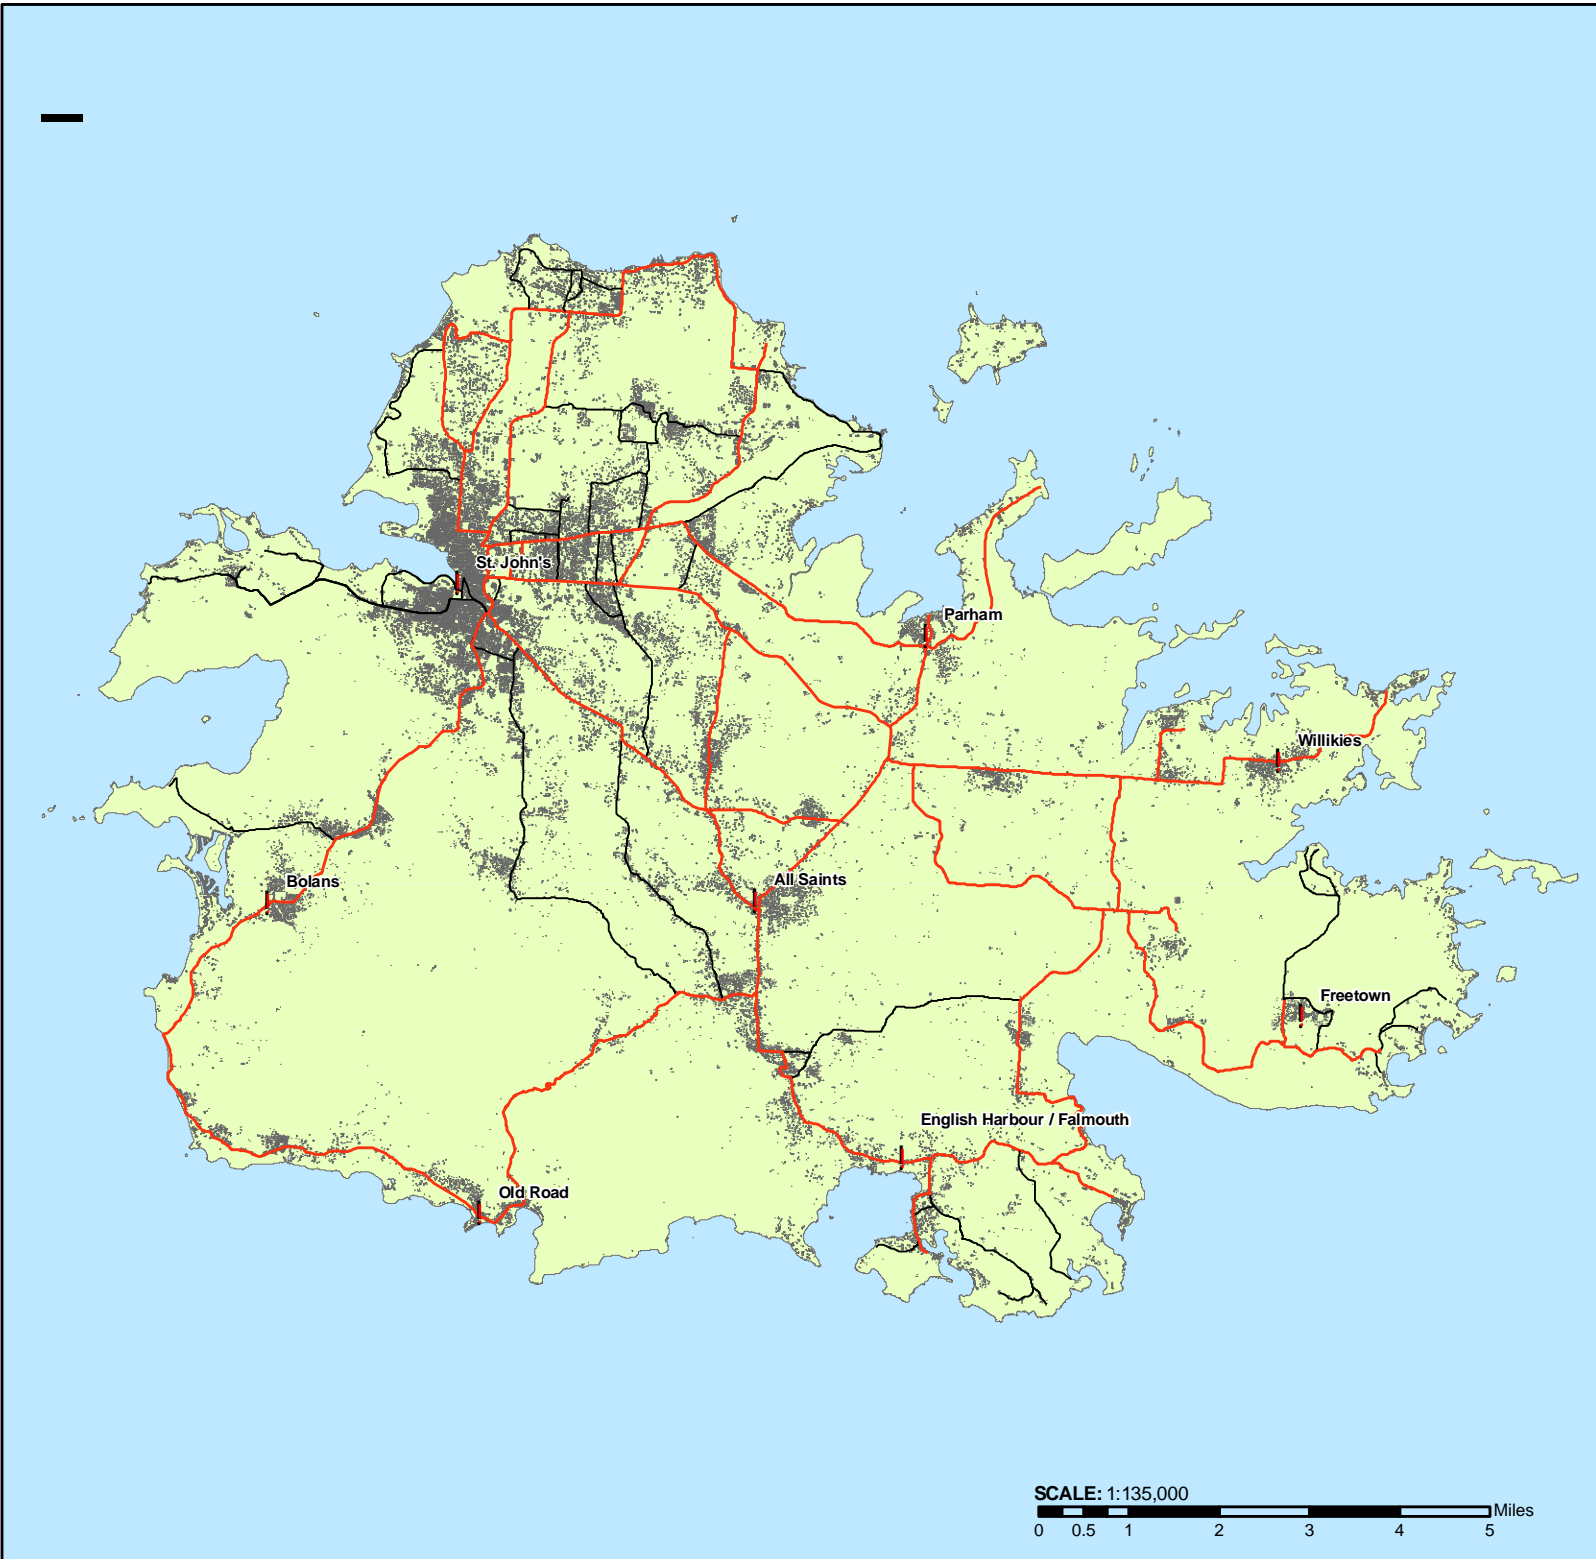 St. John's
Parham
Willikies
Bolans
All Saints
Freetown
English Harbour / Falmouth
Old Road
SCALE: 1:135,000
Miles
0 0.5 1 2 3 4 5